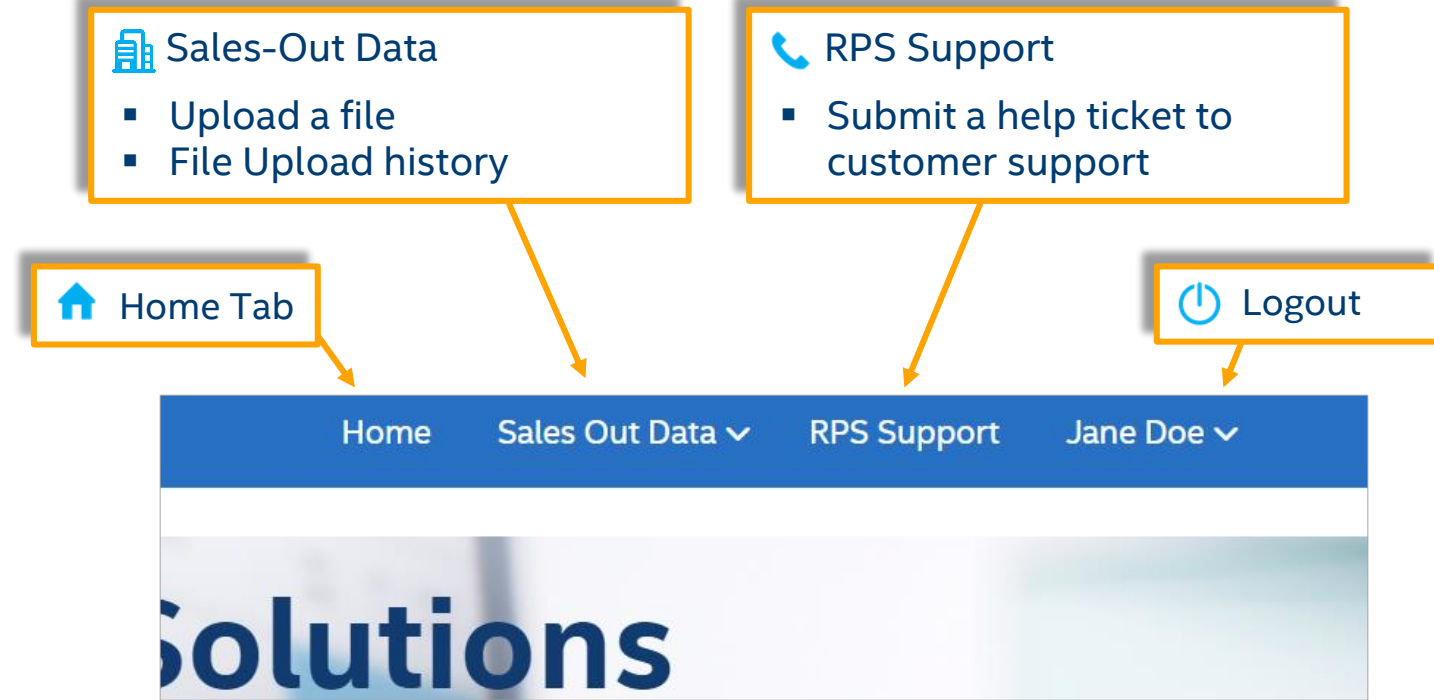 Sales-Out Data
▪ Upload a file
▪ File Upload history
RPS Support
▪ Submit a help ticket to
customer support
Home Tab
Logout
Home Sales Out Data RPS Support Jane Doe
Solutions